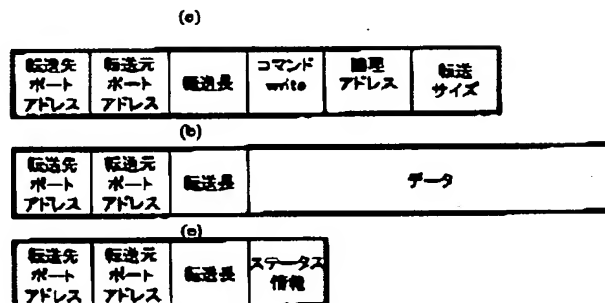 (a)
転送先 転送元 転送長 コマンド 論理 転送
ポート ポート write アドレス サイズ
アドレス アドレス
(b)
転送先 転送元 転送長 データ
ポート ポート
アドレス アドレス
(c)
転送先 転送元 転送長 ステータス
ポート ポート 情報
アドレス アドレス